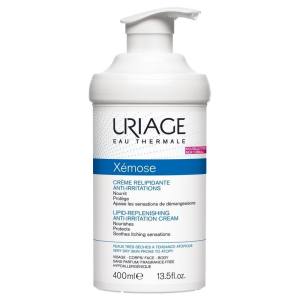 URIAGE
EAU THERMALE
Xémose
CRÈME RELIPIDANTE
ANTI-IRRITATIONS
Nourrit
Protège
Apaise les sensations de démangeaisons
LIPID-REPLENISHING
ANTI-IRRITATION CREAM
Nourishes
Protects
Soothes itching sensations
PEAUX TRÈS SÈCHES À TENDANCE ATOPIQUE
VERY DRY SKIN PRONE TO ATOPY
VISAGE - CORPS / FACE - BODY
SANS PARFUM / FRAGRANCE-FREE
HYPOALLERGÉNIQUE
400ml℮ 13.5fl.oz.